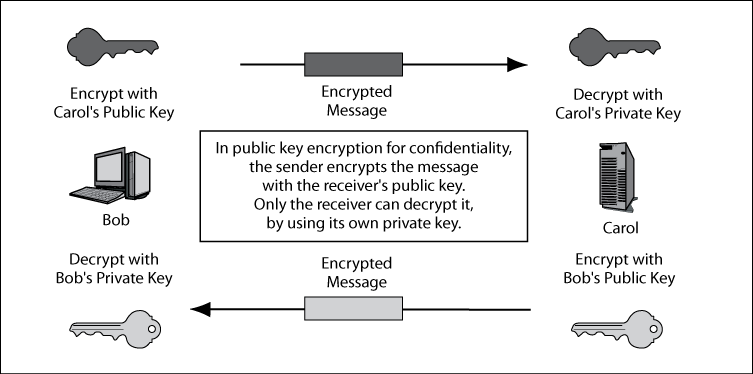 Encrypt with
Carol's Public Key
Encrypted
Message
Decrypt with
Carol's Private Key
In public key encryption for confidentiality,
the sender encrypts the message
with the receiver's public key.
Only the receiver can decrypt it,
by using its own private key.
Bob
Carol
Decrypt with
Bob's Private Key
Encrypted
Message
Encrypt with
Bob's Public Key